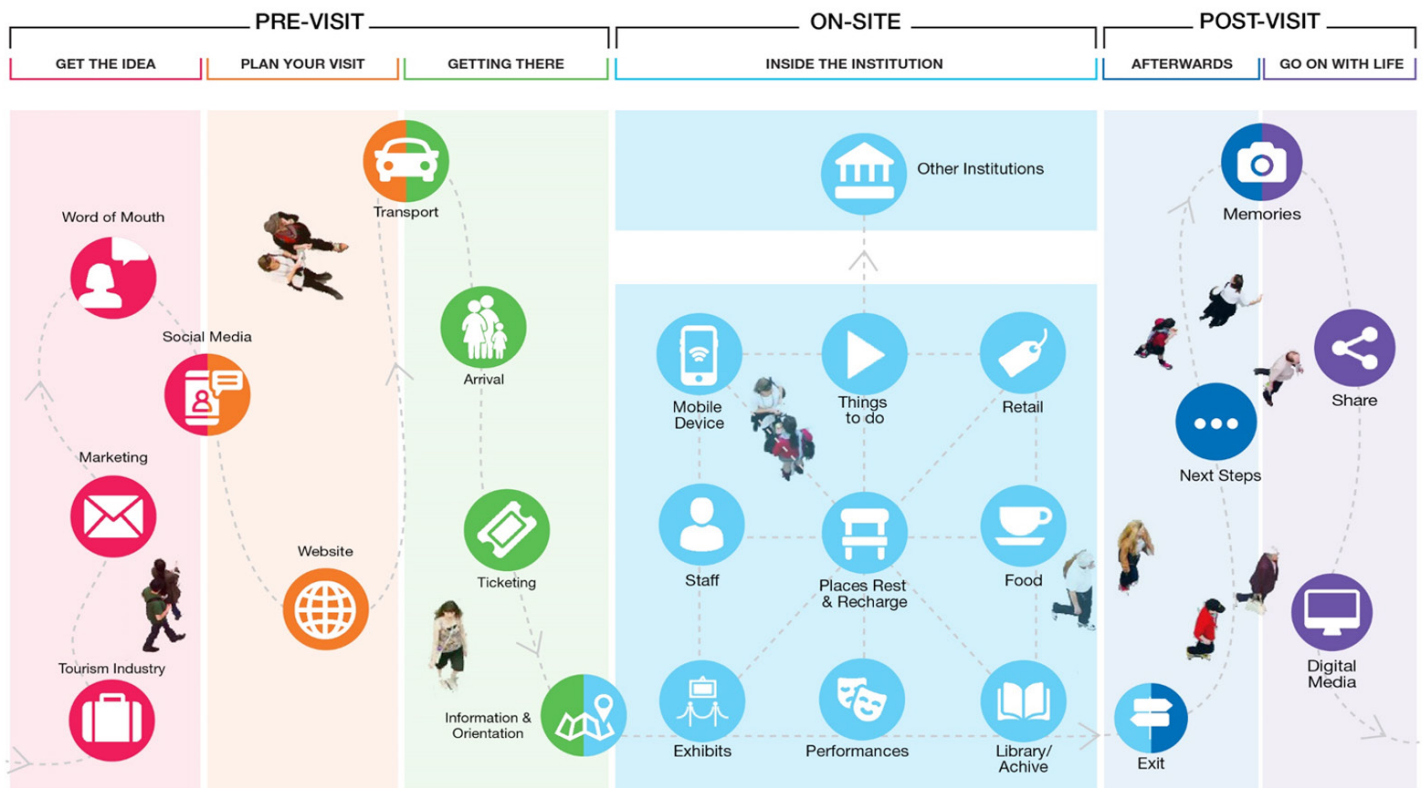 PRE-VISIT
ON-SITE
POST-VISIT
GET THE IDEA
PLAN YOUR VISIT
GETTING THERE
INSIDE THE INSTITUTION
AFTERWARDS
GO ON WITH LIFE
Word of Mouth
Social Media
Marketing
Tourism Industry
Transport
Website
Arrival
Ticketing
Information &
Orientation
Other Institutions
Mobile
Device
Things
to do
Retail
Staff
Places Rest
& Recharge
Food
Exhibits
Performances
Library/
Achive
Exit
Next Steps
Memories
Share
Digital
Media